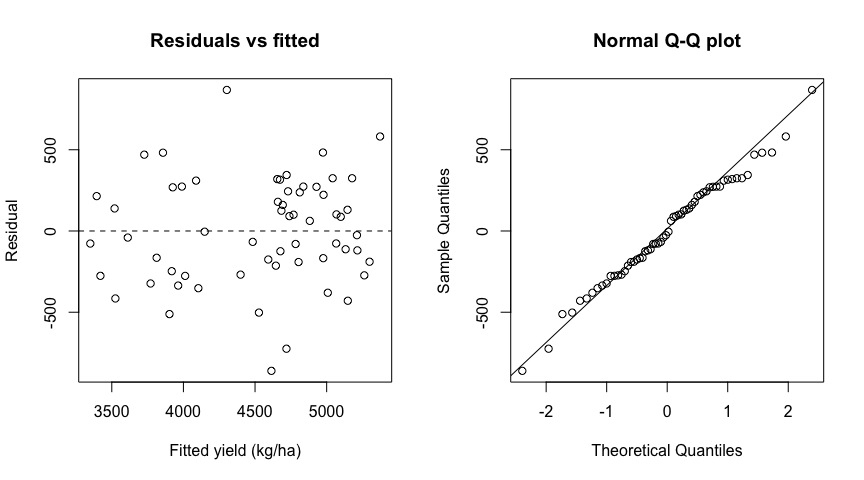 Residuals vs fitted
Residual
500
0
-500
3500 4000 4500 5000
Fitted yield (kg/ha)
Normal Q-Q plot
Sample Quantiles
500
0
-500
-2 -1 0 1 2
Theoretical Quantiles